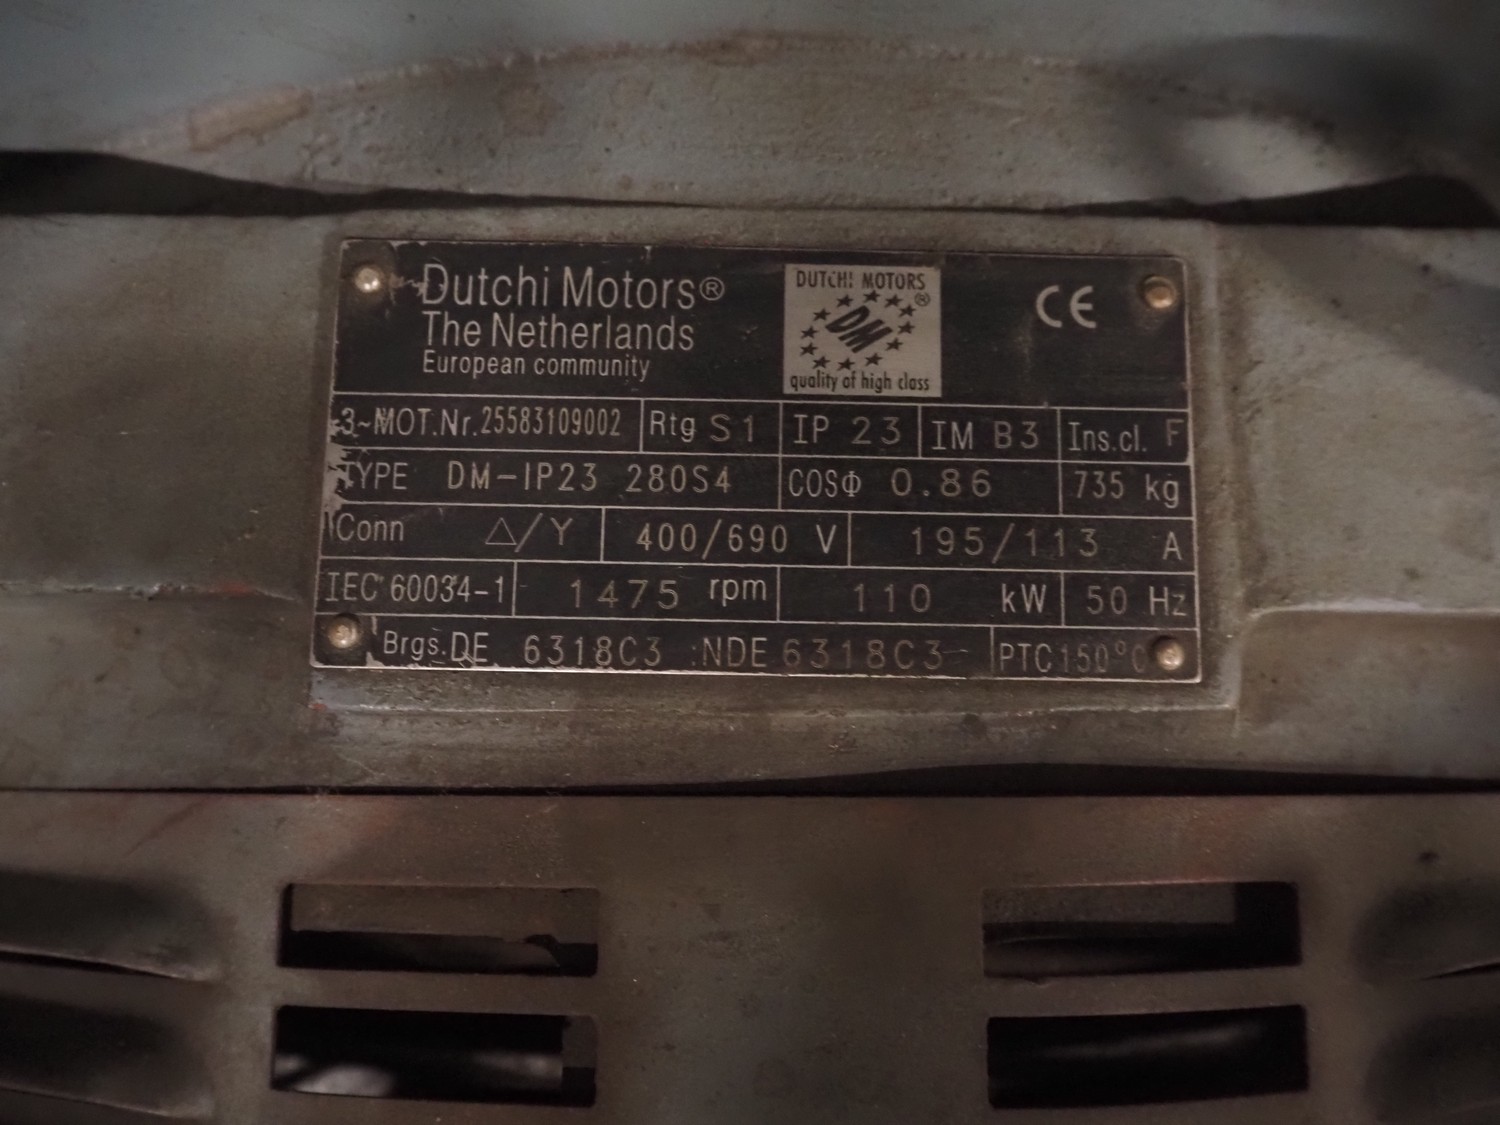 Dutchi Motors®
The Netherlands
European community
DUTCHI MOTORS ®
DM
quality of high class
CE
3~MOT.Nr. 25583109002 Rtg S1 IP 23 IM B3 Ins.cl. F
TYPE DM-IP23 280S4 COSΦ 0.86 735 kg
Conn △/Y 400/690 V 195/113 A
IEC 60034-1 1475 rpm 110 kW 50 Hz
Brgs. DE 6318C3 NDE 6318C3 PTC 150°C